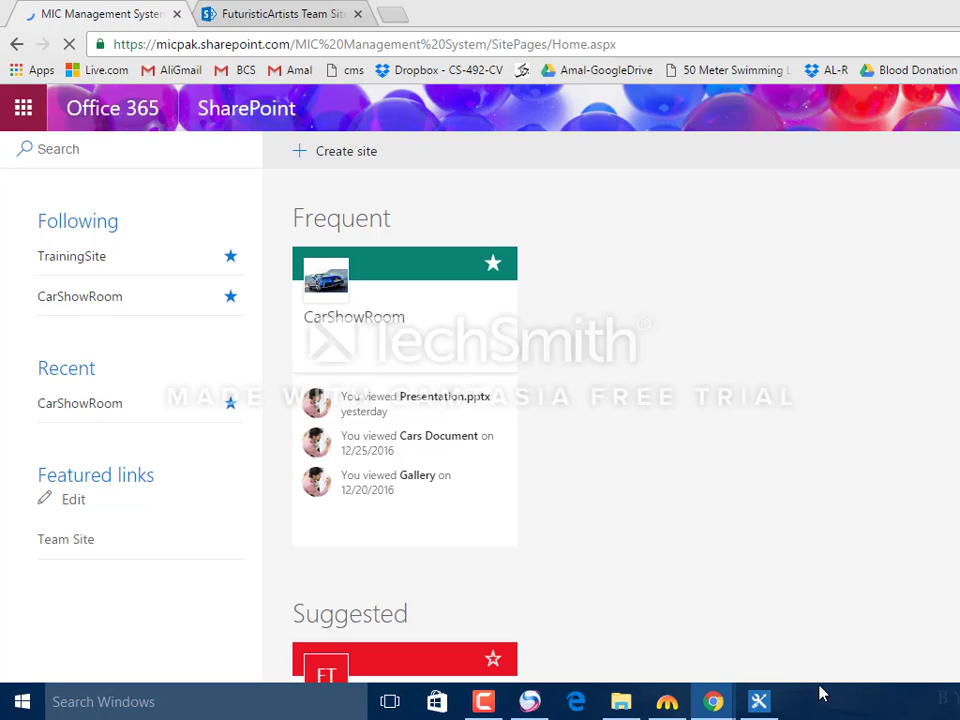 MIC Management System
FuturisticArtists Team Sit
https://micpak.sharepoint.com/MIC%20Management%20System/SitePages/Home.aspx
Apps
Live.com
AliGmail
BCS
Amal
cms
Dropbox - CS-492-CV
Amal-GoogleDrive
50 Meter Swimming
AL-R
Blood Donation
Office 365
SharePoint
Search
Create site
Following
TrainingSite
CarShowRoom
Recent
CarShowRoom
Featured links
Edit
Team Site
Frequent
CarShowRoom
You viewed Presentation.pptx
yesterday
You viewed Cars Document on
12/25/2016
You viewed Gallery on
12/20/2016
TechSmith®
MADE WITH CAMTASIA FREE TRIAL
Suggested
FT
Search Windows